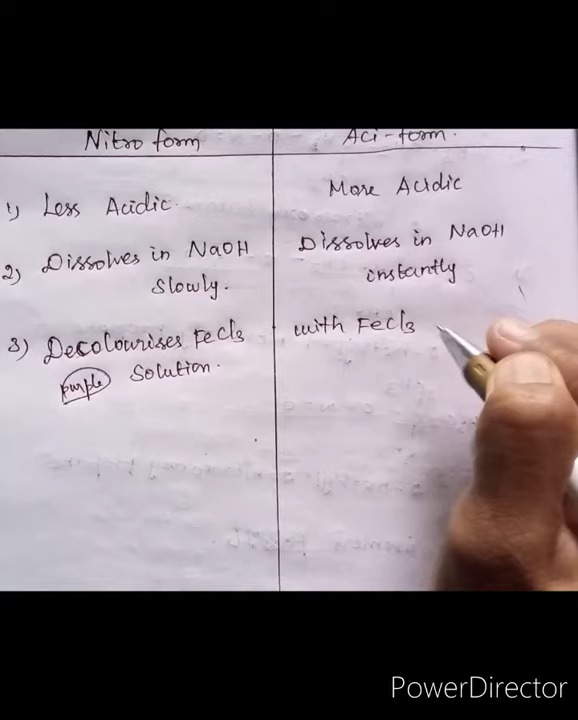 Nitro form
Aci-form.
1) Less Acidic.
More Acidic
2) Dissolves in NaOH
Slowly.
Dissolves in NaOH
instantly
3) Decolourises Fecl3
purple Solution.
with Fecl3
PowerDirector